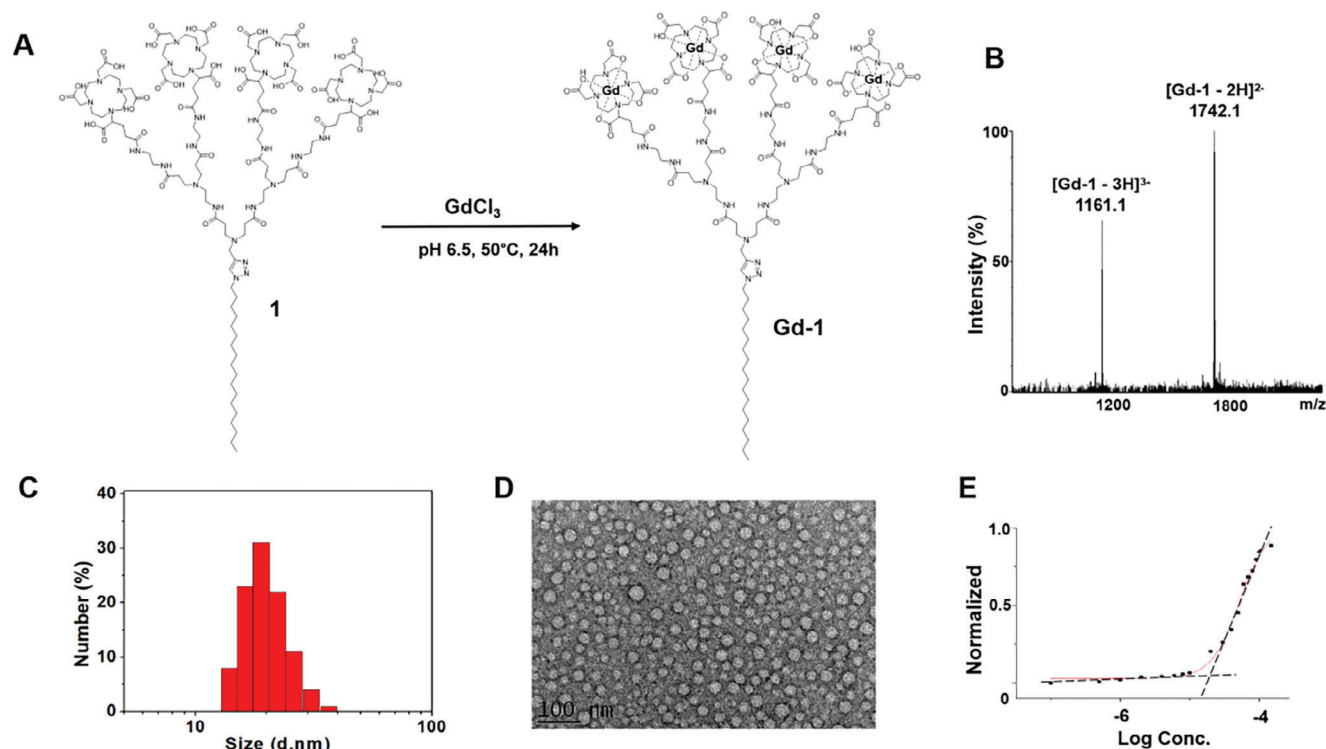 A
GdCl3
pH 6.5, 50°C, 24h
1
Gd
Gd
Gd
Gd
Gd-1
B
[Gd-1 - 2H]2-
1742.1
[Gd-1 - 3H]3-
1161.1
100
50
0
Intensity (%)
1200
1800
m/z
C
40
30
20
10
0
Number (%)
10
100
Size (d.nm)
D
100 nm
E
1.0
0.5
0
Normalized
-6
-4
Log Conc.